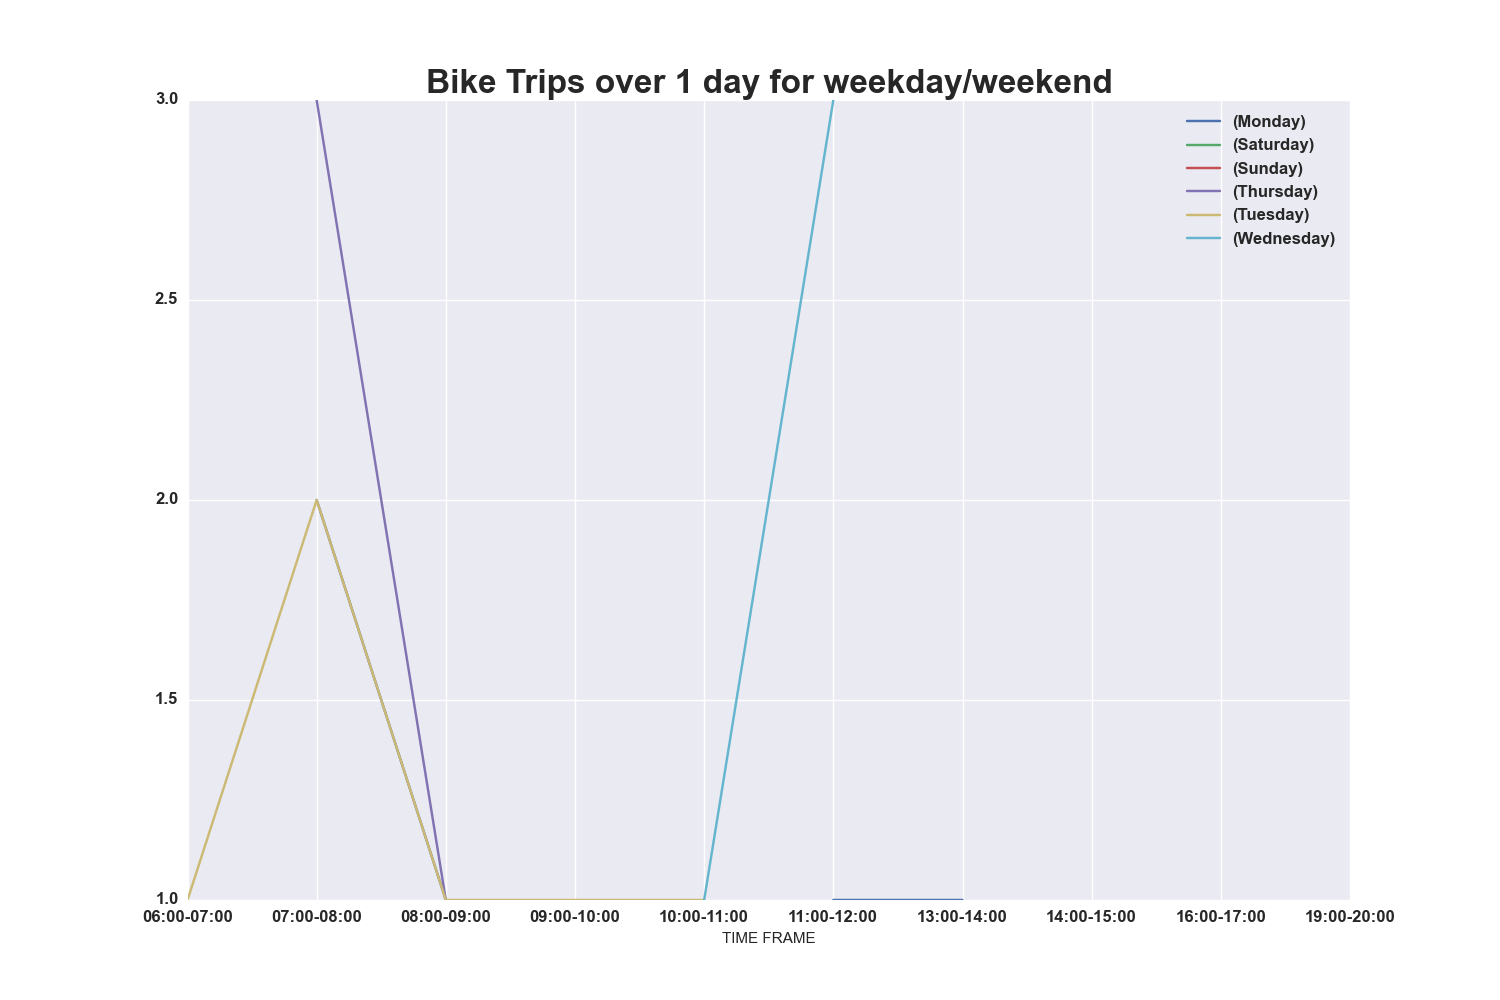 Bike Trips over 1 day for weekday/weekend
3.0
2.5
2.0
1.5
1.0
(Monday)
(Saturday)
(Sunday)
(Thursday)
(Tuesday)
(Wednesday)
06:00-07:00 07:00-08:00 08:00-09:00 09:00-10:00 10:00-11:00 11:00-12:00 13:00-14:00 14:00-15:00 16:00-17:00 19:00-20:00
TIME FRAME